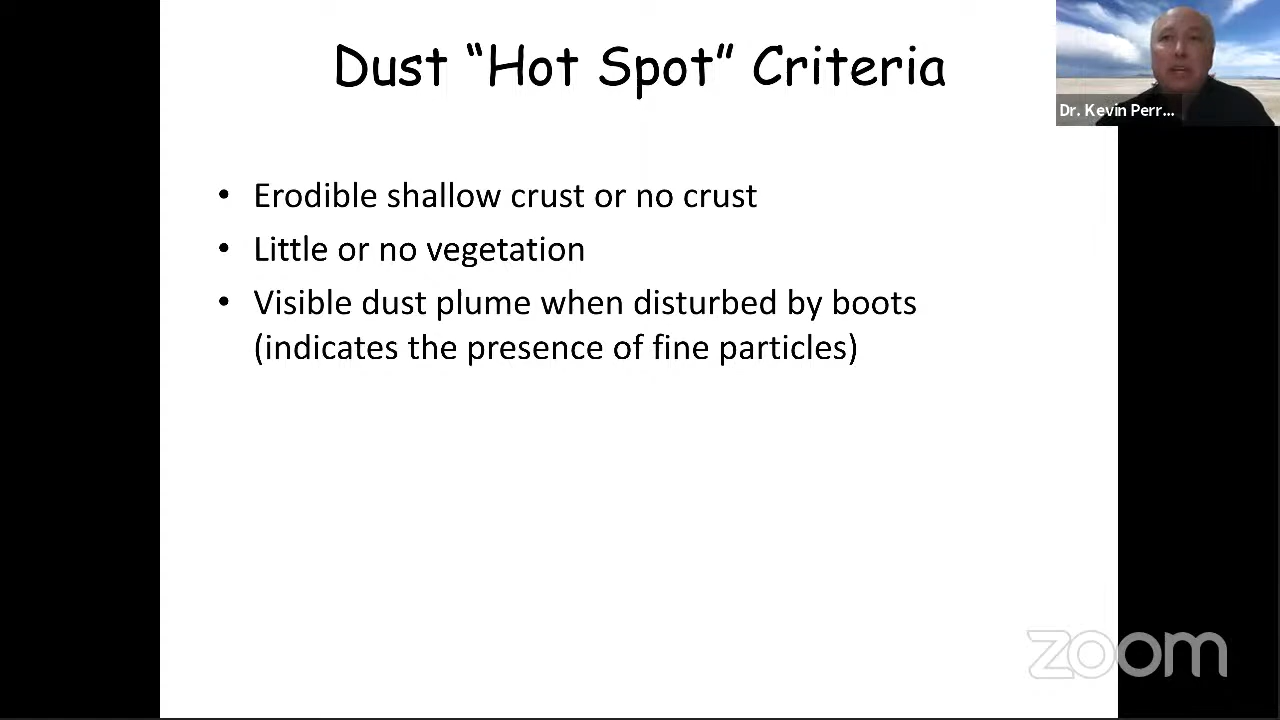 Dust “Hot Spot” Criteria
Dr. Kevin Perr...
• Erodible shallow crust or no crust
• Little or no vegetation
• Visible dust plume when disturbed by boots
(indicates the presence of fine particles)
zoom